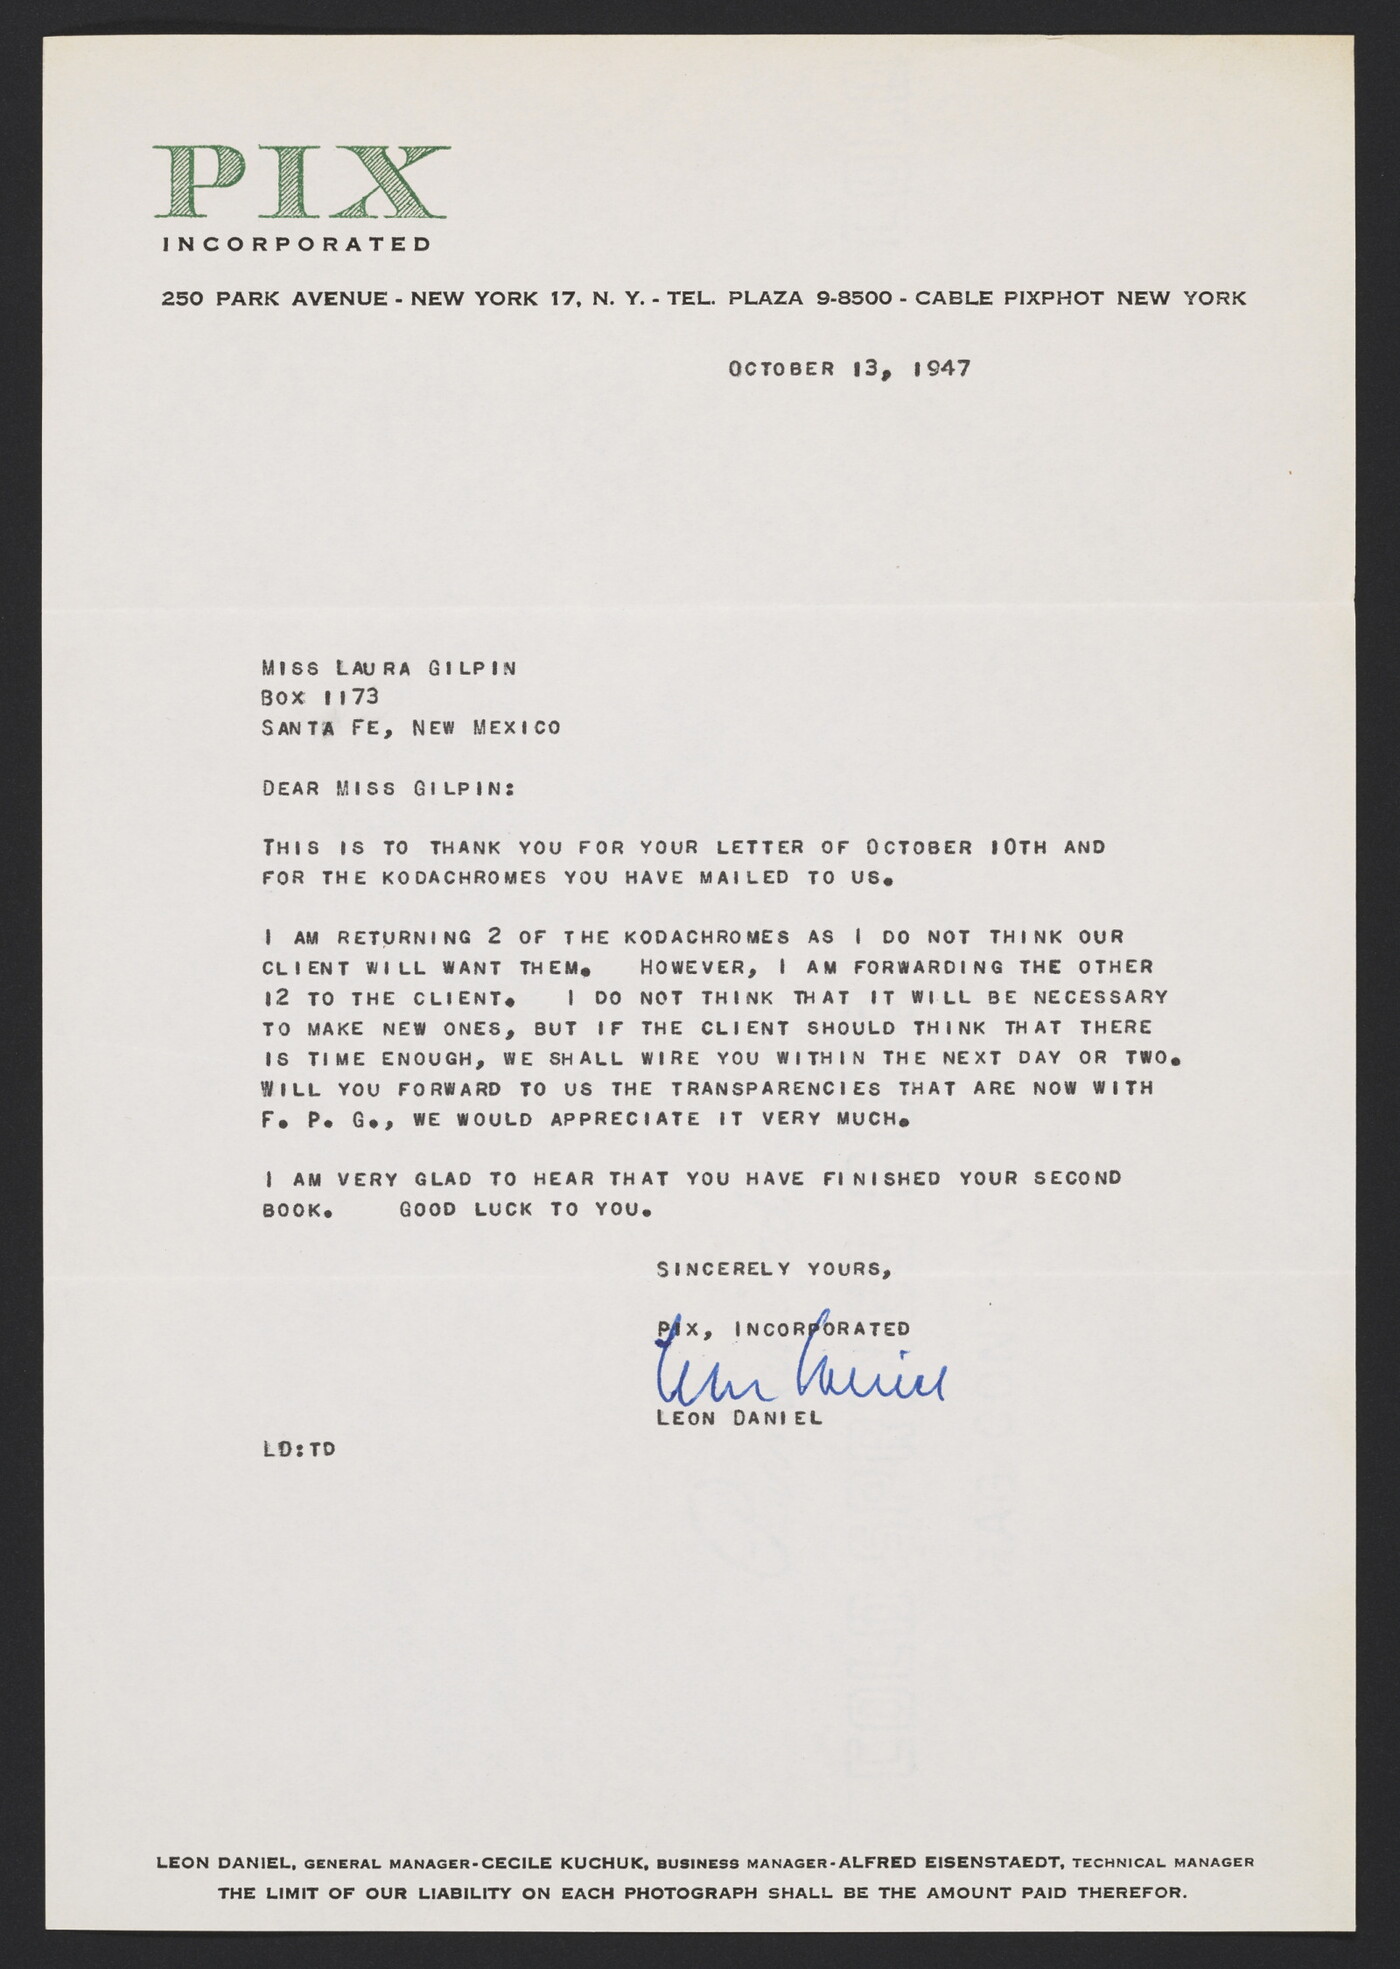 PIX
INCORPORATED
250 PARK AVENUE - NEW YORK 17, N. Y. - TEL. PLAZA 9-8500 - CABLE PIXPHOT NEW YORK
OCTOBER 13, 1947
MISS LAURA GILPIN
BOX 1173
SANTA FE, NEW MEXICO
DEAR MISS GILPIN:
THIS IS TO THANK YOU FOR YOUR LETTER OF OCTOBER 10TH AND
FOR THE KODACHROMES YOU HAVE MAILED TO US.
I AM RETURNING 2 OF THE KODACHROMES AS I DO NOT THINK OUR
CLIENT WILL WANT THEM. HOWEVER, I AM FORWARDING THE OTHER
12 TO THE CLIENT. I DO NOT THINK THAT IT WILL BE NECESSARY
TO MAKE NEW ONES, BUT IF THE CLIENT SHOULD THINK THAT THERE
IS TIME ENOUGH, WE SHALL WIRE YOU WITHIN THE NEXT DAY OR TWO.
WILL YOU FORWARD TO US THE TRANSPARENCIES THAT ARE NOW WITH
F. P. G., WE WOULD APPRECIATE IT VERY MUCH.
I AM VERY GLAD TO HEAR THAT YOU HAVE FINISHED YOUR SECOND
BOOK. GOOD LUCK TO YOU.
SINCERELY YOURS,
PIX, INCORPORATED
Leon Daniel
LEON DANIEL
LD:TD
LEON DANIEL, GENERAL MANAGER-CECILE KUCHUK, BUSINESS MANAGER-ALFRED EISENSTAEDT, TECHNICAL MANAGER
THE LIMIT OF OUR LIABILITY ON EACH PHOTOGRAPH SHALL BE THE AMOUNT PAID THEREFOR.